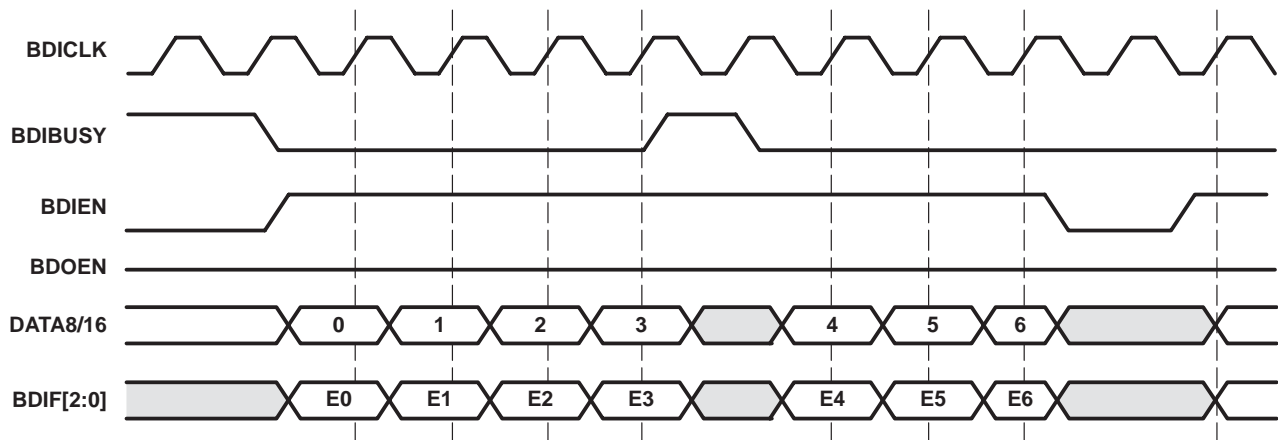 BDICLK
BDIBUSY
BDIEN
BDOEN
DATA8/16 0 1 2 3 4 5 6
BDIF[2:0] E0 E1 E2 E3 E4 E5 E6